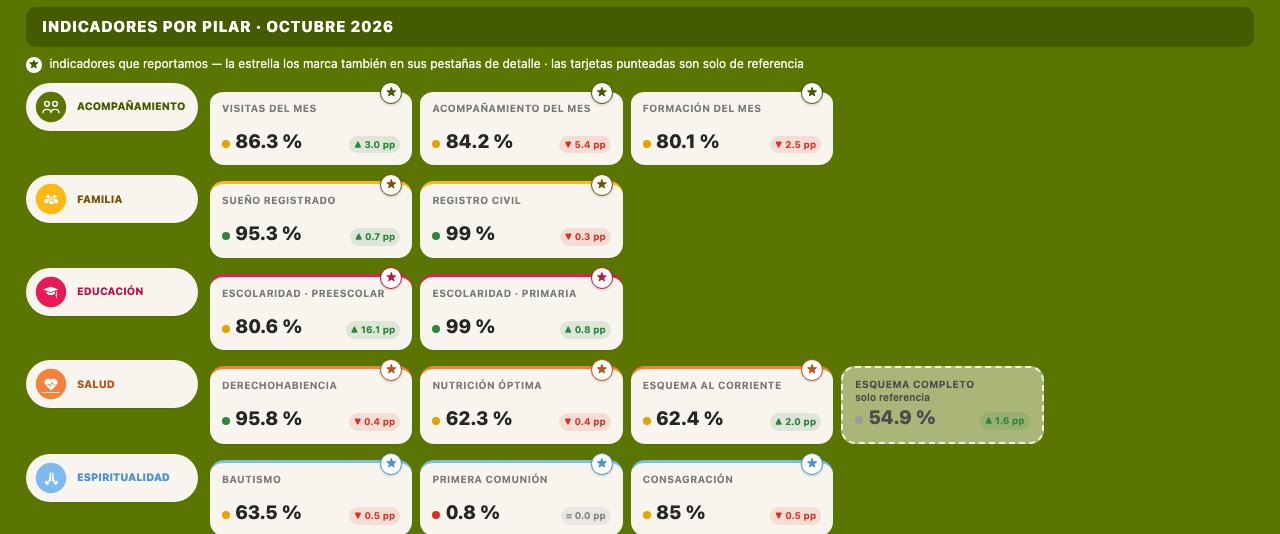 INDICADORES POR PILAR · OCTUBRE 2026
indicadores que reportamos — la estrella los marca también en sus pestañas de detalle · las tarjetas punteadas son solo de referencia
ACOMPAÑAMIENTO
VISITAS DEL MES
86.3 %
▲ 3.0 pp
ACOMPAÑAMIENTO DEL MES
84.2 %
▼ 5.4 pp
FORMACIÓN DEL MES
80.1 %
▼ 2.5 pp
FAMILIA
SUEÑO REGISTRADO
95.3 %
▲ 0.7 pp
REGISTRO CIVIL
99 %
▼ 0.3 pp
EDUCACIÓN
ESCOLARIDAD · PREESCOLAR
80.6 %
▲ 16.1 pp
ESCOLARIDAD · PRIMARIA
99 %
▲ 0.8 pp
SALUD
DERECHOHABIENCIA
95.8 %
▼ 0.4 pp
NUTRICIÓN ÓPTIMA
62.3 %
▼ 0.4 pp
ESQUEMA AL CORRIENTE
62.4 %
▲ 2.0 pp
ESQUEMA COMPLETO
solo referencia
54.9 %
▲ 1.6 pp
ESPIRITUALIDAD
BAUTISMO
63.5 %
▼ 0.5 pp
PRIMERA COMUNIÓN
0.8 %
= 0.0 pp
CONSAGRACIÓN
85 %
▼ 0.5 pp